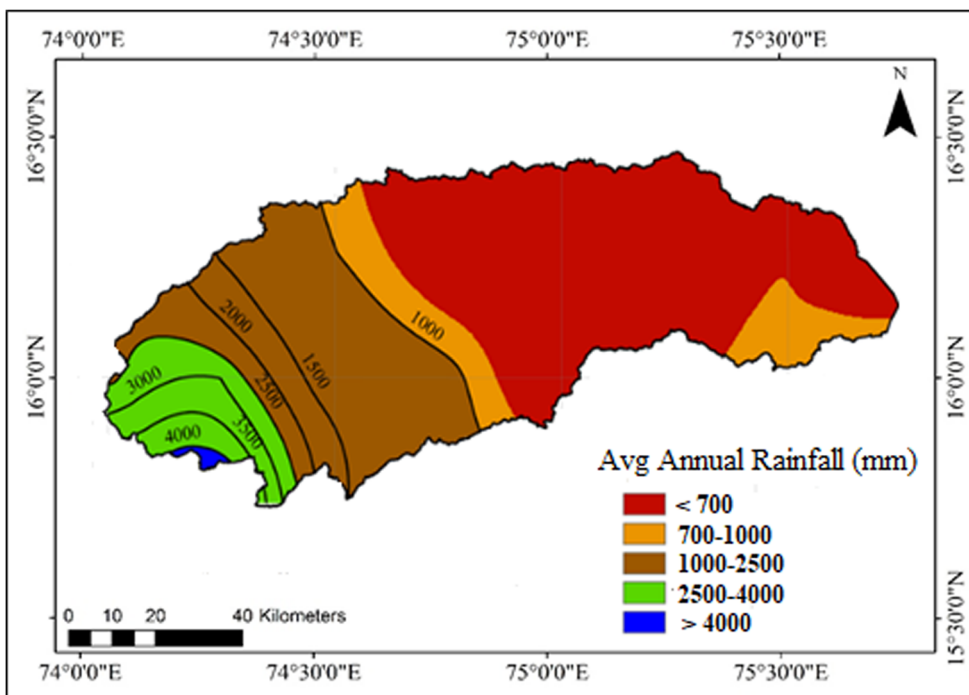 74°0'0"E 74°30'0"E 75°0'0"E 75°30'0"E
N
16°30'0"N
16°30'0"N
2000
1000
1500
3000
2500
16°0'0"N
16°0'0"N
3500
4000
Avg Annual Rainfall (mm)
< 700
700-1000
1000-2500
2500-4000
> 4000
0 10 20 40 Kilometers
15°30'0"N
74°0'0"E 74°30'0"E 75°0'0"E 75°30'0"E